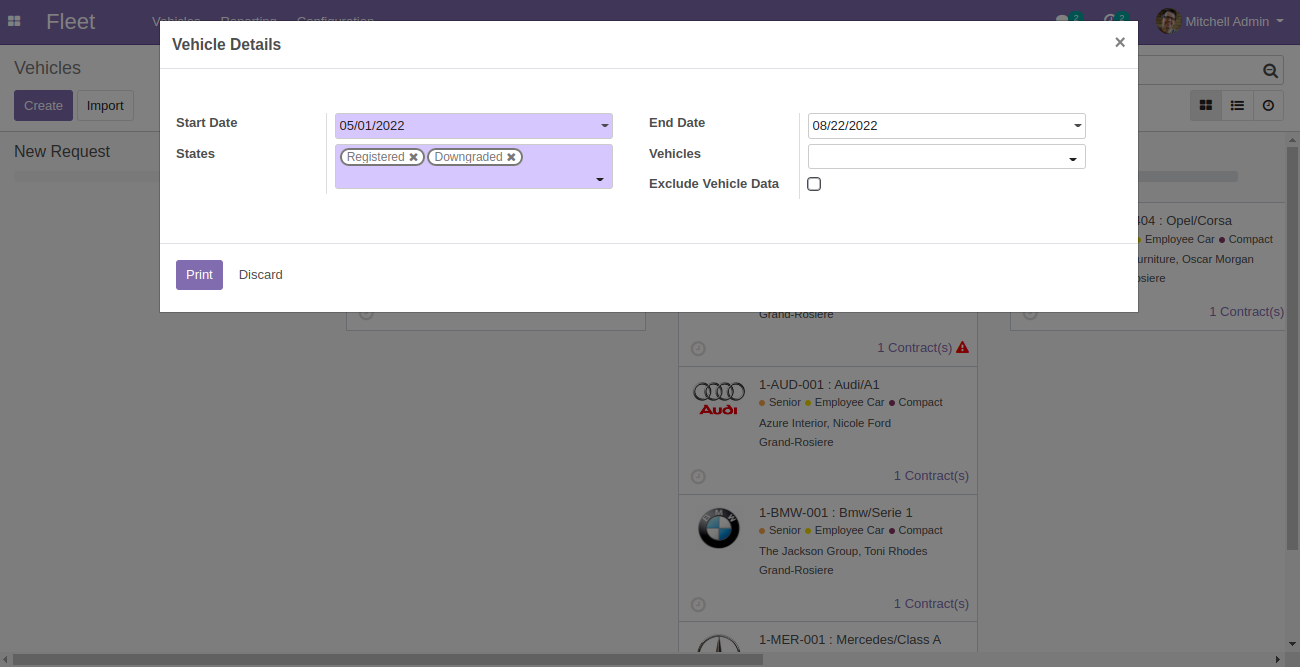 Fleet Vehicles Reporting Configuration 2 2 Mitchell Admin
Vehicle Details ×
Vehicles
Create Import
Start Date 05/01/2022 End Date 08/22/2022
States Registered Downgraded Vehicles
Exclude Vehicle Data
New Request
Print Discard
404 : Opel/Corsa
Employee Car Compact
urniture, Oscar Morgan
osiere
1 Contract(s)
Grand-Rosiere
1 Contract(s)
Audi
1-AUD-001 : Audi/A1
Senior Employee Car Compact
Azure Interior, Nicole Ford
Grand-Rosiere
1 Contract(s)
BMW
1-BMW-001 : Bmw/Serie 1
Senior Employee Car Compact
The Jackson Group, Toni Rhodes
Grand-Rosiere
1 Contract(s)
1-MER-001 : Mercedes/Class A